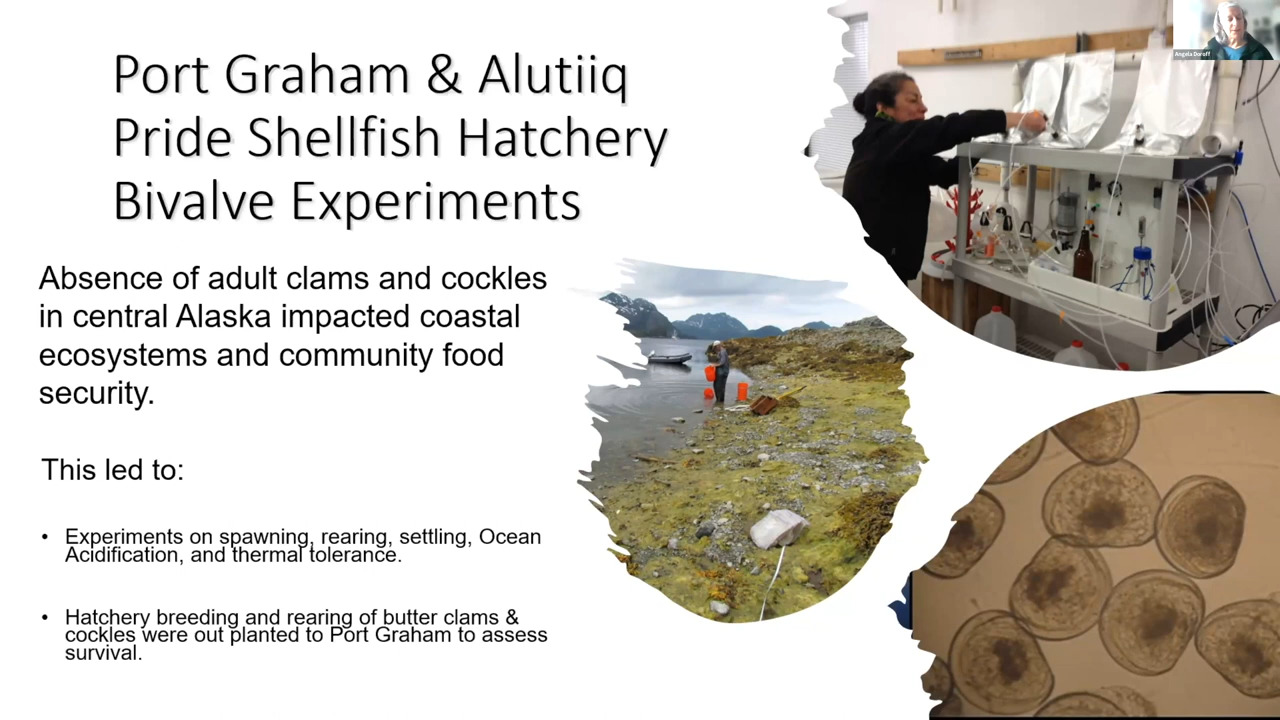 Port Graham & Alutiiq
Pride Shellfish Hatchery
Bivalve Experiments
Absence of adult clams and cockles
in central Alaska impacted coastal
ecosystems and community food
security.
This led to:
• Experiments on spawning, rearing, settling, Ocean
Acidification, and thermal tolerance.
• Hatchery breeding and rearing of butter clams &
cockles were out planted to Port Graham to assess
survival.
Angela Doroff